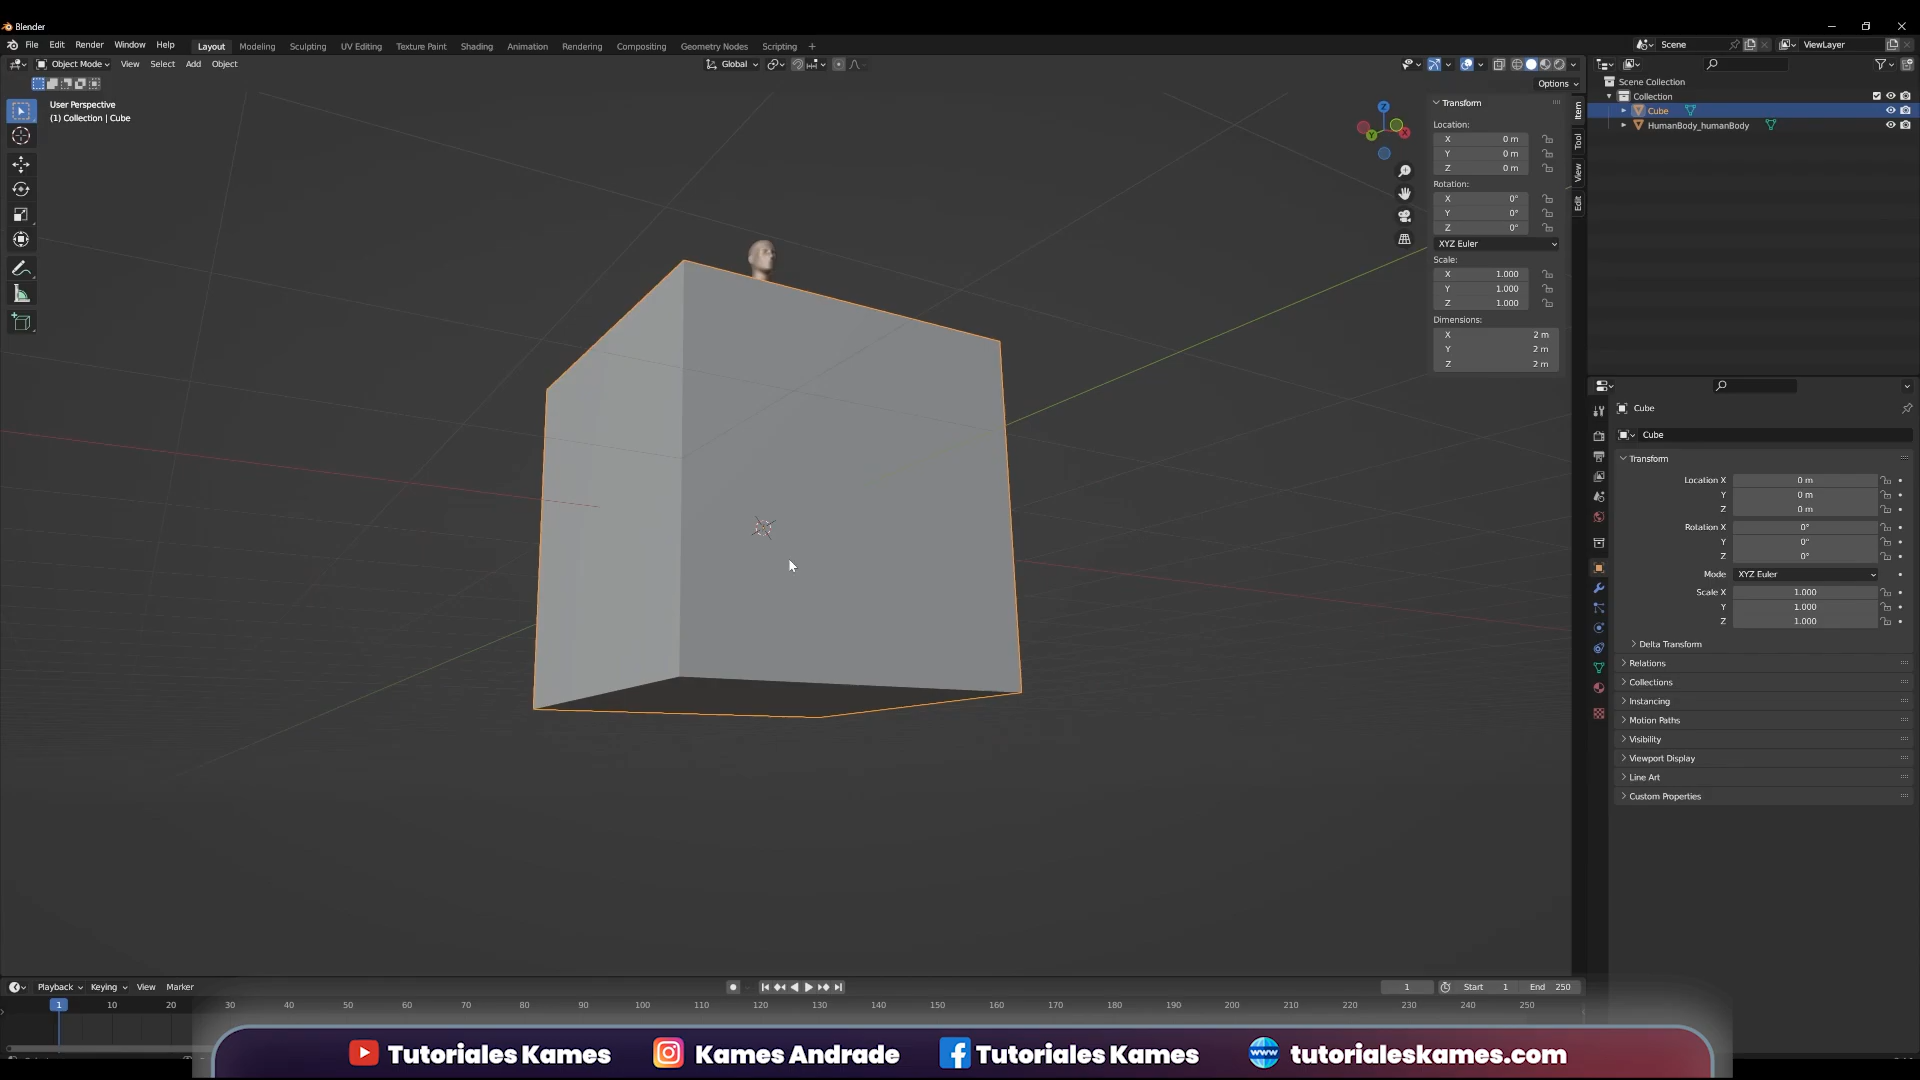 Blender
File Edit Render Window Help Layout Modeling Sculpting UV Editing Texture Paint Shading Animation Rendering Compositing Geometry Nodes Scripting + Scene ViewLayer
Object Mode View Select Add Object Global
Options
User Perspective
(1) Collection | Cube
Z
Y
X
Transform
Location:
X 0 m
Y 0 m
Z 0 m
Rotation:
X 0°
Y 0°
Z 0°
XYZ Euler
Scale:
X 1.000
Y 1.000
Z 1.000
Dimensions:
X 2 m
Y 2 m
Z 2 m
Item
Tool
View
Edit
Scene Collection
Collection
Cube
HumanBody_humanBody
Cube
Cube
Transform
Location X 0 m
Y 0 m
Z 0 m
Rotation X 0°
Y 0°
Z 0°
Mode XYZ Euler
Scale X 1.000
Y 1.000
Z 1.000
Delta Transform
Relations
Collections
Instancing
Motion Paths
Visibility
Viewport Display
Line Art
Custom Properties
Playback Keying View Marker 1 Start 1 End 250
1 10 20 30 40 50 60 70 80 90 100 110 120 130 140 150 160 170 180 190 200 210 220 230 240 250
Tutoriales Kames Kames Andrade Tutoriales Kames www tutorialeskames.com